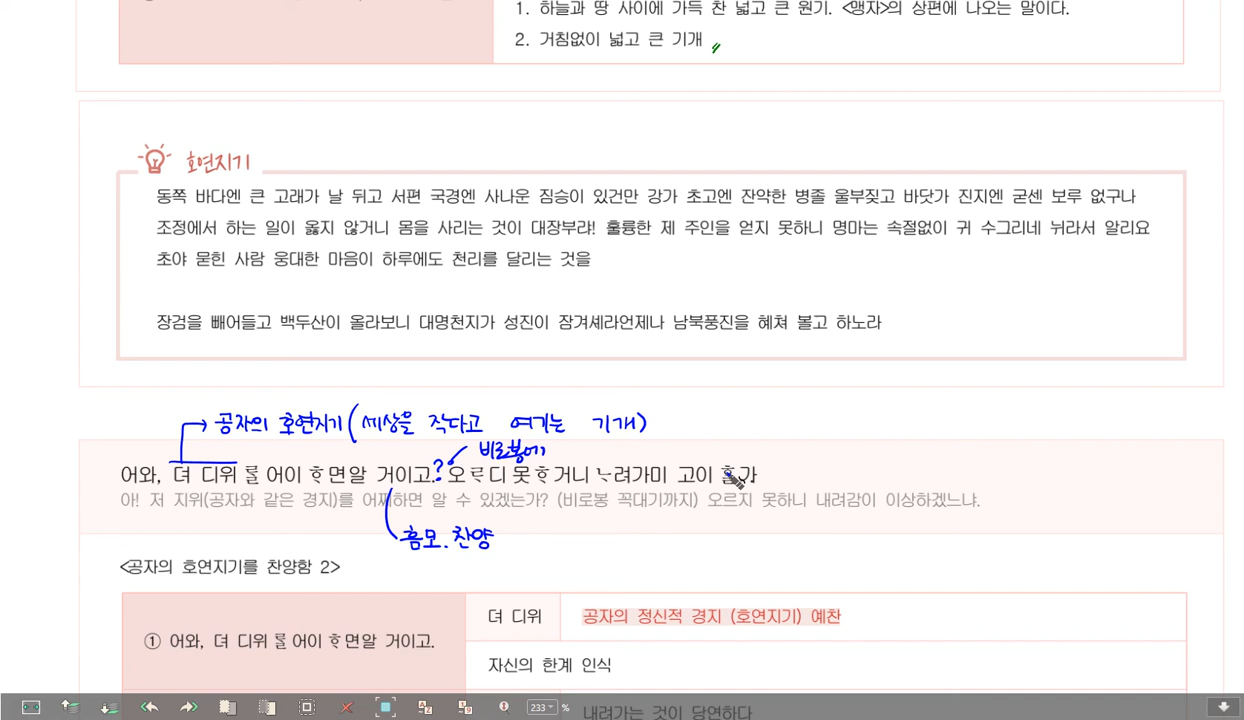 1. 하늘과 땅 사이에 가득 찬 넓고 큰 원기. <맹자>의 상편에 나오는 말이다.
2. 거침없이 넓고 큰 기개
호연지기
동쪽 바다엔 큰 고래가 날 뛰고 서편 국경엔 사나운 짐승이 있건만 강가 초고엔 잔약한 병졸 울부짖고 바닷가 진지엔 굳센 보루 없구나
조정에서 하는 일이 옳지 않거니 몸을 사리는 것이 대장부랴! 훌륭한 제 주인을 얻지 못하니 명마는 속절없이 귀 수그리네 뉘라서 알리요
초야 묻힌 사람 웅대한 마음이 하루에도 천리를 달리는 것을
장검을 빼어들고 백두산이 올라보니 대명천지가 성진이 잠겨셰라언제나 남북풍진을 혜쳐 볼고 하노라
공자의 호연지기(세상을 작다고 여기는 기개)
비로봉에
어와, 뎌 디위ᄅᆞᆯ 어이ᄒᆞ면알 거이고.? 오ᄅᆞ디 못ᄒᆞ거니 ᄂᆞ려가미 고이 ᄒᆞᆯ가
아! 저 지위(공자와 같은 경지)를 어찌하면 알 수 있겠는가? (비로봉 꼭대기까지) 오르지 못하니 내려감이 이상하겠느냐.
흠모. 찬양
<공자의 호연지기를 찬양함 2>
① 어와, 뎌 디위ᄅᆞᆯ 어이ᄒᆞ면알 거이고.
뎌 디위
공자의 정신적 경지 (호연지기) 예찬
자신의 한계 인식
233 %
내려가는 것이 당연하다